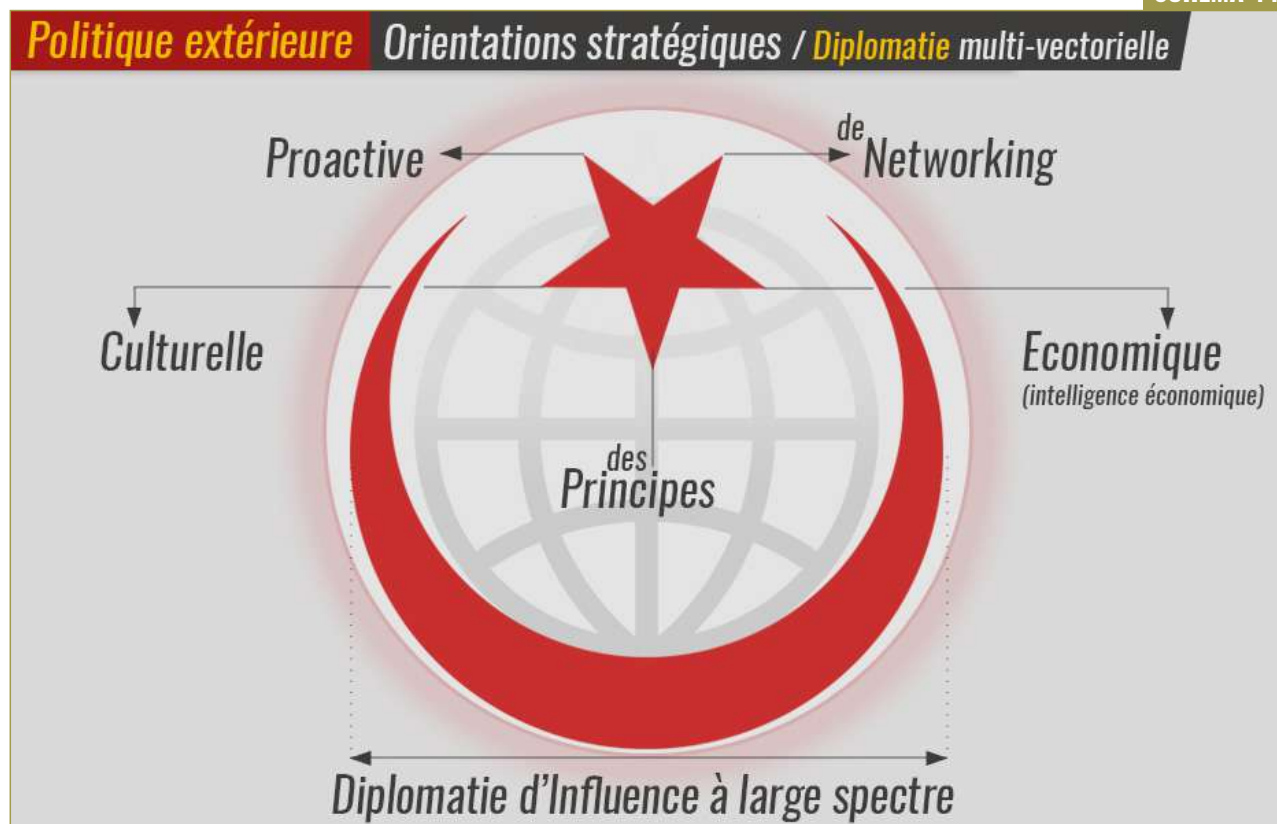 Politique extérieure Orientations stratégiques / Diplomatie multi-vectorielle
Proactive
de
Networking
Culturelle
Economique
(intelligence économique)
des
Principes
Diplomatie d'Influence à large spectre